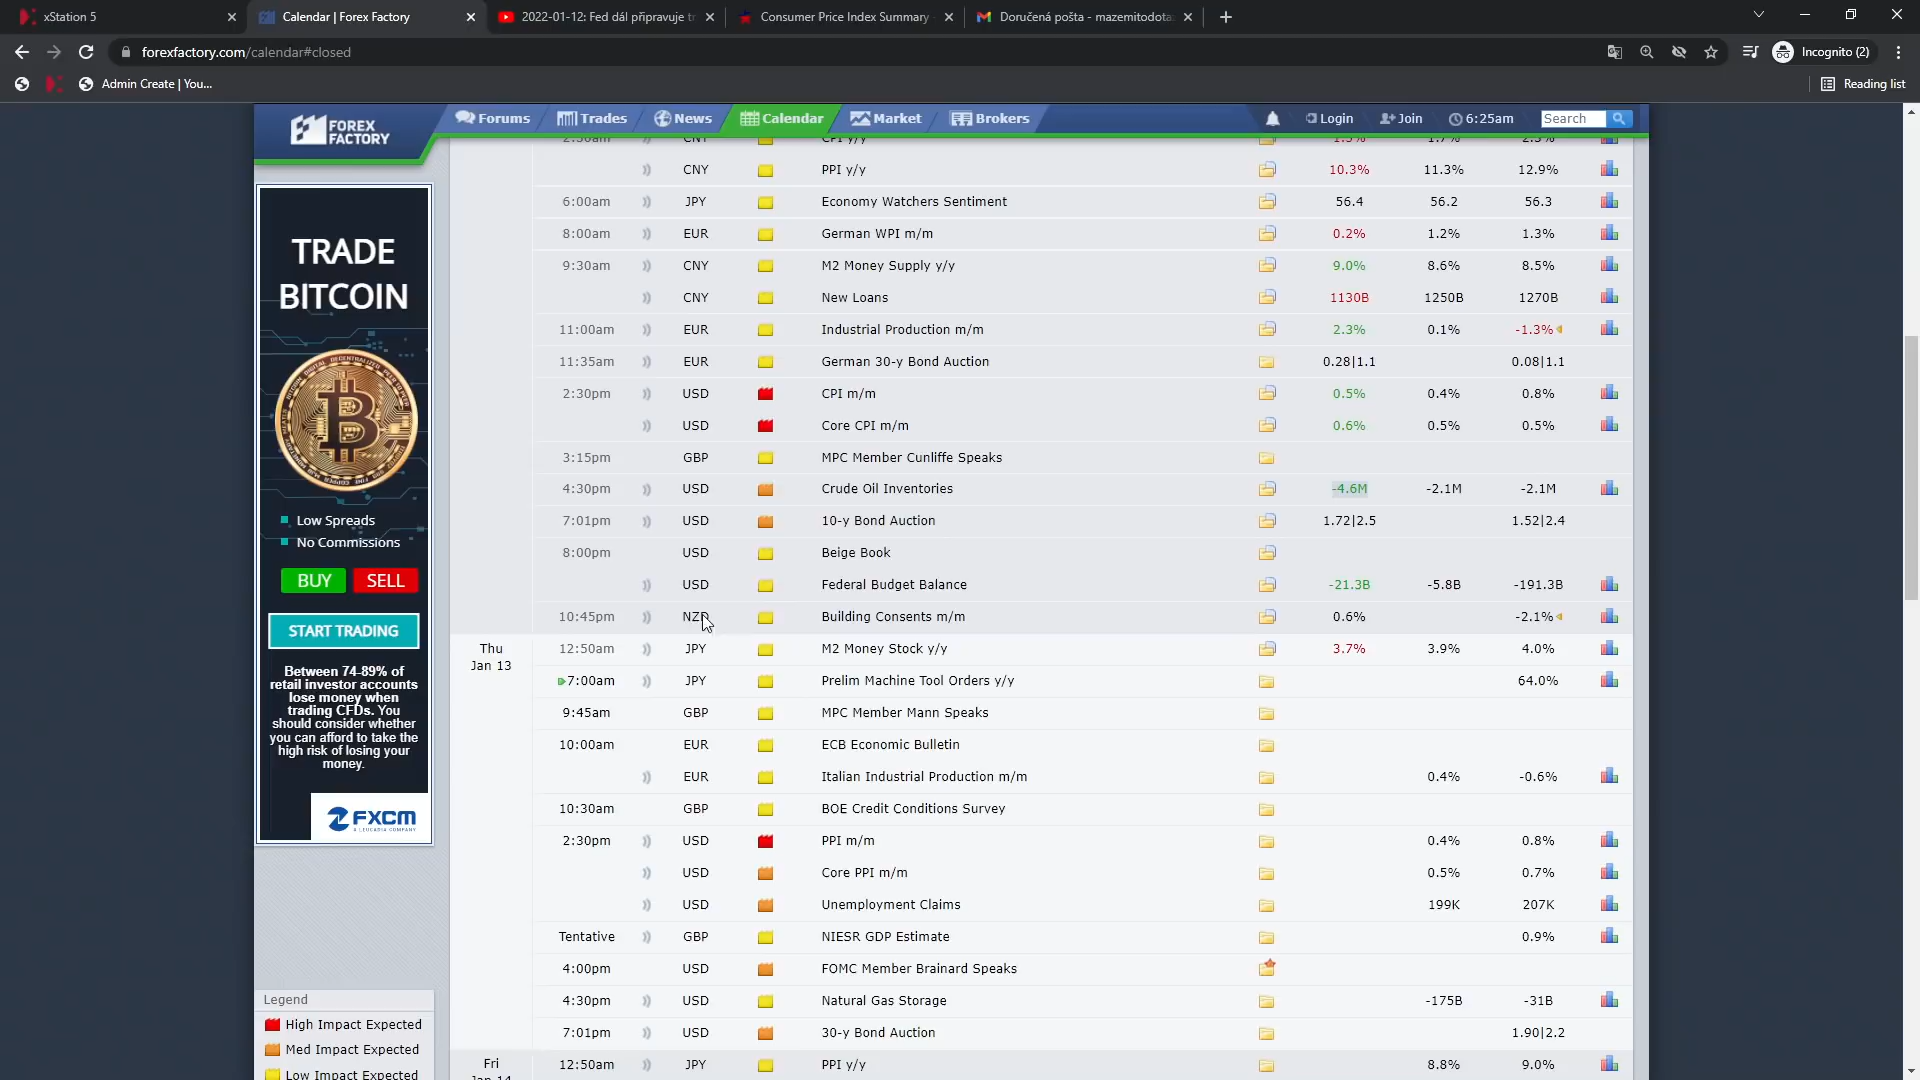 xStation 5
Calendar | Forex Factory
2022-01-12: Fed dál připravuje tr
Consumer Price Index Summary
Doručená pošta - mazemitodota
forexfactory.com/calendar#closed
Incognito (2)
Admin Create | You...
Reading list
FOREX FACTORY
Forums Trades News Calendar Market Brokers
Login Join 6:25am Search
TRADE
BITCOIN
Low Spreads
No Commissions
BUY SELL
START TRADING
Between 74-89% of
retail investor accounts
lose money when
trading CFDs. You
should consider whether
you can afford to take the
high risk of losing your
money.
FXCM
A LEUCADIA COMPANY
Legend
High Impact Expected
Med Impact Expected
Low Impact Expected
2:30am CNY CPI y/y 1.5% 1.7% 2.3%
CNY PPI y/y 10.3% 11.3% 12.9%
6:00am JPY Economy Watchers Sentiment 56.4 56.2 56.3
8:00am EUR German WPI m/m 0.2% 1.2% 1.3%
9:30am CNY M2 Money Supply y/y 9.0% 8.6% 8.5%
CNY New Loans 1130B 1250B 1270B
11:00am EUR Industrial Production m/m 2.3% 0.1% -1.3%
11:35am EUR German 30-y Bond Auction 0.28|1.1 0.08|1.1
2:30pm USD CPI m/m 0.5% 0.4% 0.8%
USD Core CPI m/m 0.6% 0.5% 0.5%
3:15pm GBP MPC Member Cunliffe Speaks
4:30pm USD Crude Oil Inventories -4.6M -2.1M -2.1M
7:01pm USD 10-y Bond Auction 1.72|2.5 1.52|2.4
8:00pm USD Beige Book
USD Federal Budget Balance -21.3B -5.8B -191.3B
10:45pm NZD Building Consents m/m 0.6% -2.1%
Thu
Jan 13
12:50am JPY M2 Money Stock y/y 3.7% 3.9% 4.0%
7:00am JPY Prelim Machine Tool Orders y/y 64.0%
9:45am GBP MPC Member Mann Speaks
10:00am EUR ECB Economic Bulletin
EUR Italian Industrial Production m/m 0.4% -0.6%
10:30am GBP BOE Credit Conditions Survey
2:30pm USD PPI m/m 0.4% 0.8%
USD Core PPI m/m 0.5% 0.7%
USD Unemployment Claims 199K 207K
Tentative GBP NIESR GDP Estimate 0.9%
4:00pm USD FOMC Member Brainard Speaks
4:30pm USD Natural Gas Storage -175B -31B
7:01pm USD 30-y Bond Auction 1.90|2.2
Fri
Jan 14
12:50am JPY PPI y/y 8.8% 9.0%